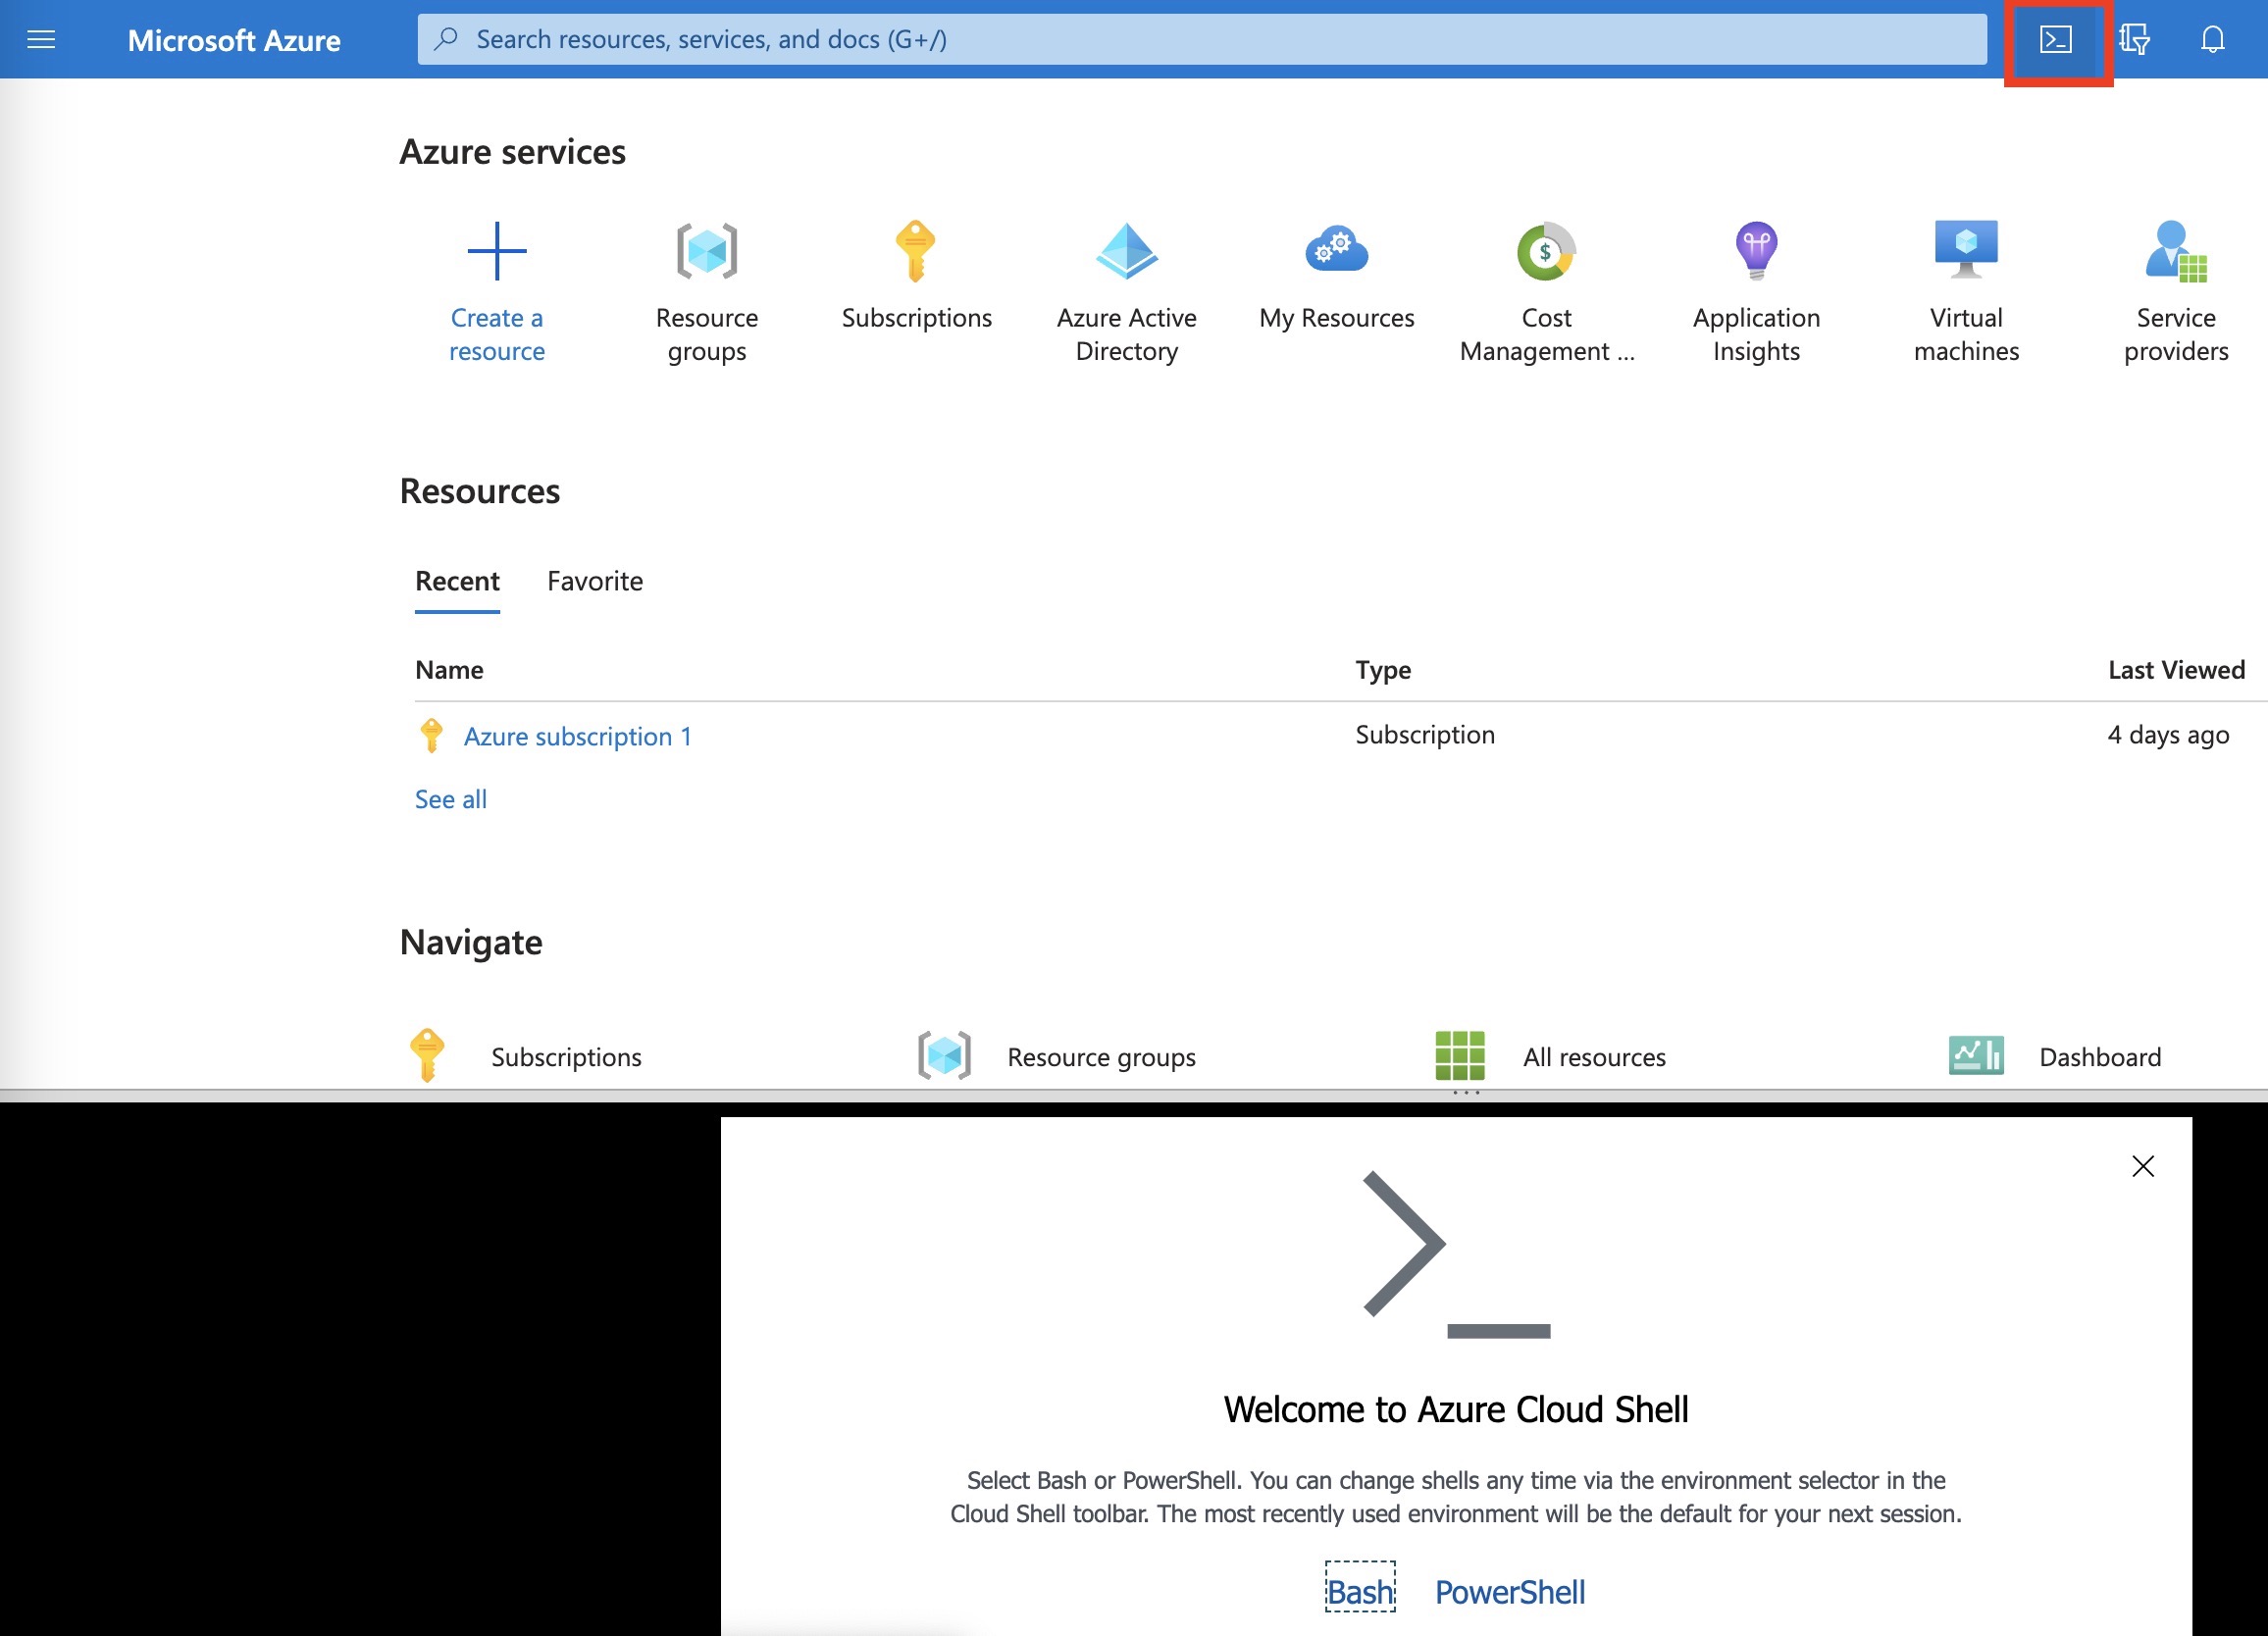 Microsoft Azure
Search resources, services, and docs (G+/)
Azure services
Create a
resource
Resource
groups
Subscriptions
Azure Active
Directory
My Resources
Cost
Management ...
Application
Insights
Virtual
machines
Service
providers
Resources
Recent Favorite
Name Type Last Viewed
Azure subscription 1 Subscription 4 days ago
See all
Navigate
Subscriptions Resource groups All resources Dashboard
Welcome to Azure Cloud Shell
Select Bash or PowerShell. You can change shells any time via the environment selector in the
Cloud Shell toolbar. The most recently used environment will be the default for your next session.
Bash PowerShell